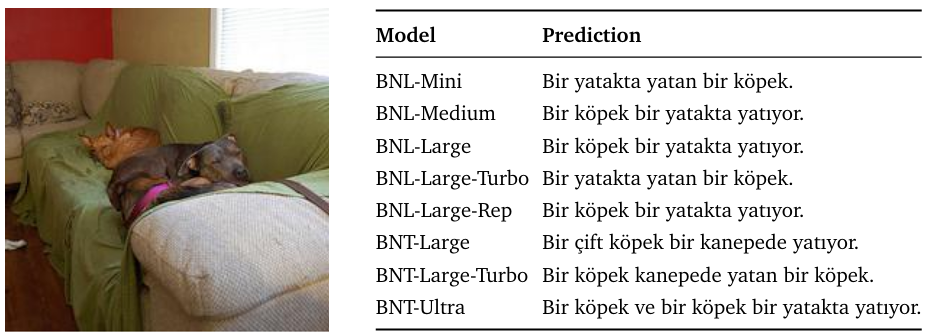 Model Prediction
BNL-Mini Bir yatakta yatan bir köpek.
BNL-Medium Bir köpek bir yatakta yatıyor.
BNL-Large Bir köpek bir yatakta yatıyor.
BNL-Large-Turbo Bir yatakta yatan bir köpek.
BNL-Large-Rep Bir köpek bir yatakta yatıyor.
BNT-Large Bir çift köpek bir kanepede yatıyor.
BNT-Large-Turbo Bir köpek kanepede yatan bir köpek.
BNT-Ultra Bir köpek ve bir köpek bir yatakta yatıyor.